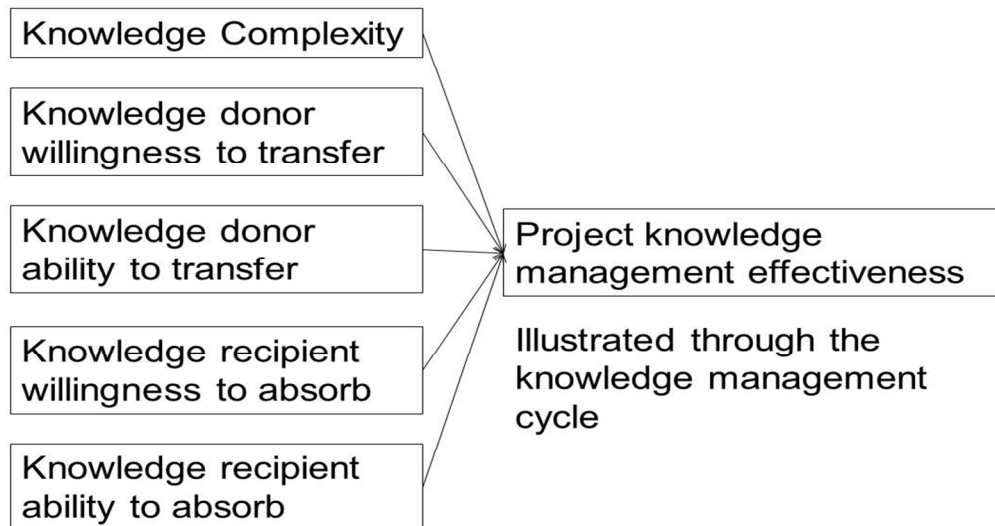 Knowledge Complexity
Knowledge donor
willingness to transfer
Knowledge donor
ability to transfer
Knowledge recipient
willingness to absorb
Knowledge recipient
ability to absorb
Project knowledge
management effectiveness
Illustrated through the
knowledge management
cycle